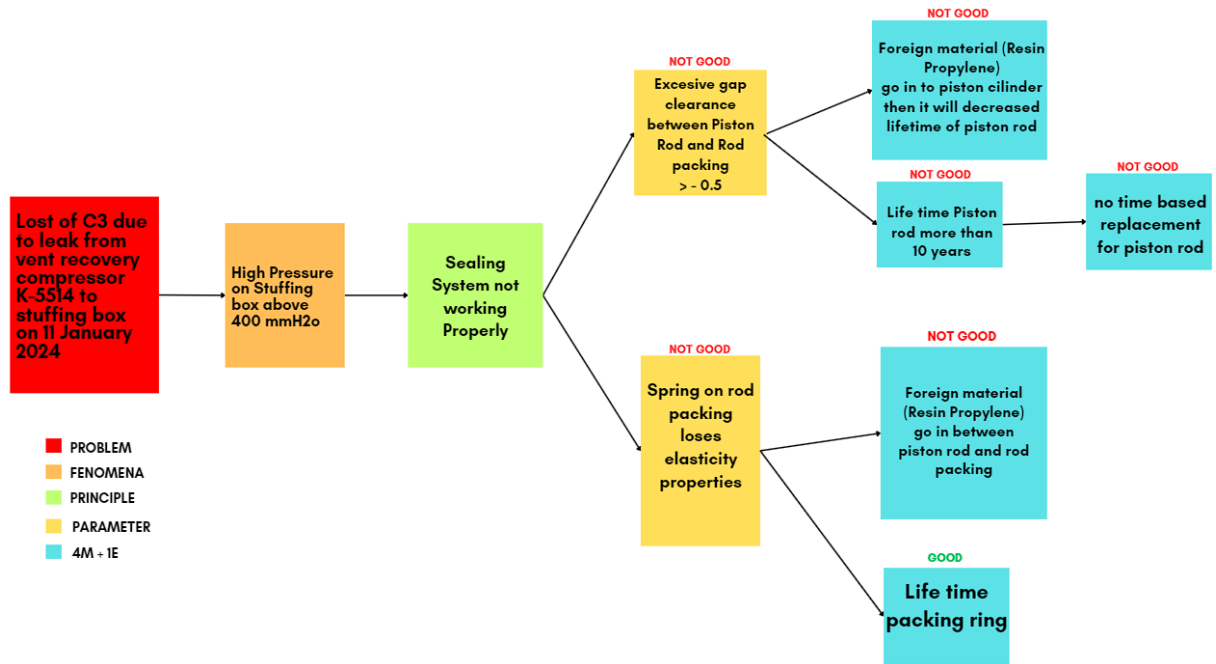 Lost of C3 due
to leak from
vent recovery
compressor
K-5514 to
stuffing box
on 11 January
2024
High Pressure
on Stuffing
box above
400 mmH2o
Sealing
System not
working
Properly
NOT GOOD
Excesive gap
clearance
between Piston
Rod and Rod
packing
> - 0.5
NOT GOOD
Foreign material (Resin
Propylene)
go in to piston cilinder
then it will decreased
lifetime of piston rod
NOT GOOD
Life time Piston
rod more than
10 years
NOT GOOD
no time based
replacement
for piston rod
NOT GOOD
Spring on rod
packing
loses
elasticity
properties
NOT GOOD
Foreign material
(Resin Propylene)
go in between
piston rod and rod
packing
GOOD
Life time
packing ring
PROBLEM
FENOMENA
PRINCIPLE
PARAMETER
4M + 1E